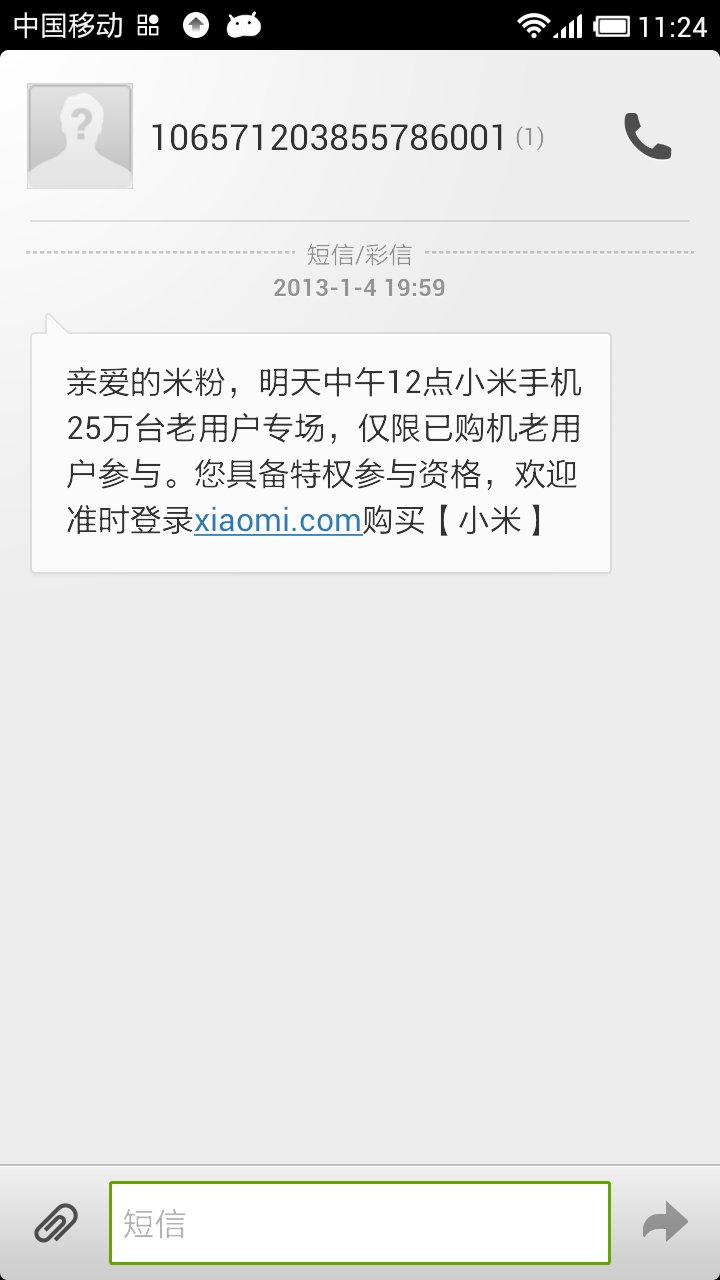 中国移动 11:24
106571203855786001 (1)
短信/彩信
2013-1-4 19:59
亲爱的米粉，明天中午12点小米手机
25万台老用户专场，仅限已购机老用
户参与。您具备特权参与资格，欢迎
准时登录xiaomi.com购买【小米】
短信